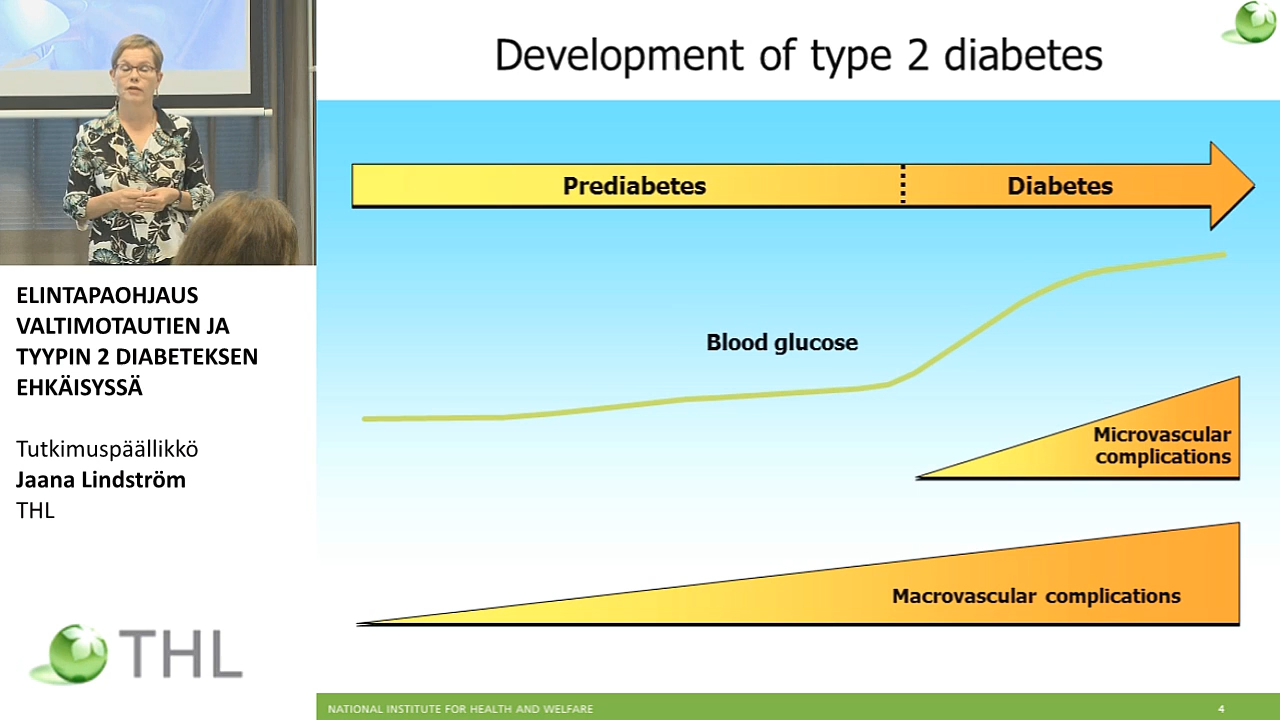 Development of type 2 diabetes
Prediabetes
Diabetes
Blood glucose
Microvascular
complications
Macrovascular complications
ELINTAPAOHJAUS
VALTIMOTAUTIEN JA
TYYPIN 2 DIABETEKSEN
EHKÄISYSSÄ
Tutkimuspäällikkö
Jaana Lindström
THL
THL
NATIONAL INSTITUTE FOR HEALTH AND WELFARE
4